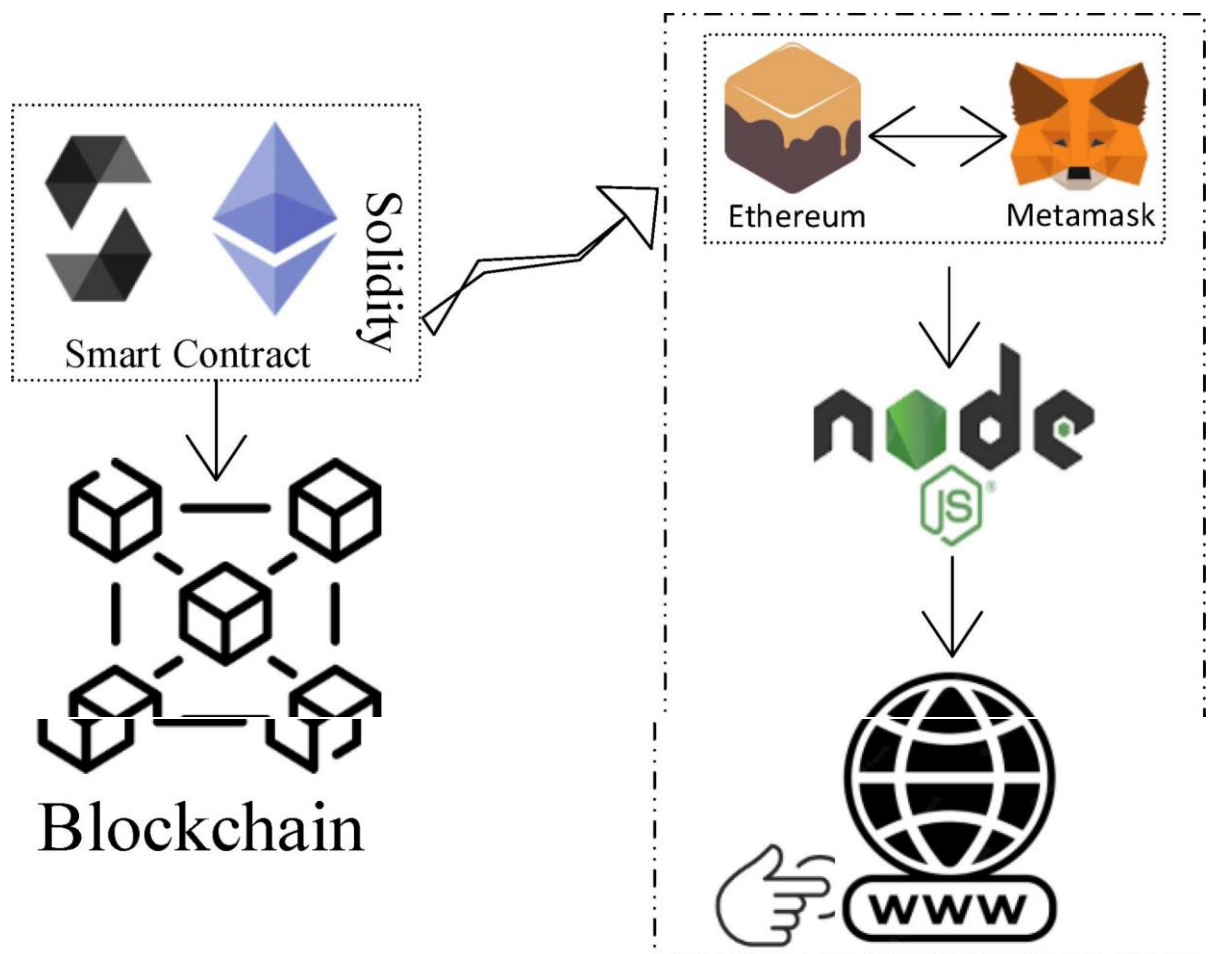 Solidity
Smart Contract
Blockchain
Ethereum
Metamask
node
JS®
WWW